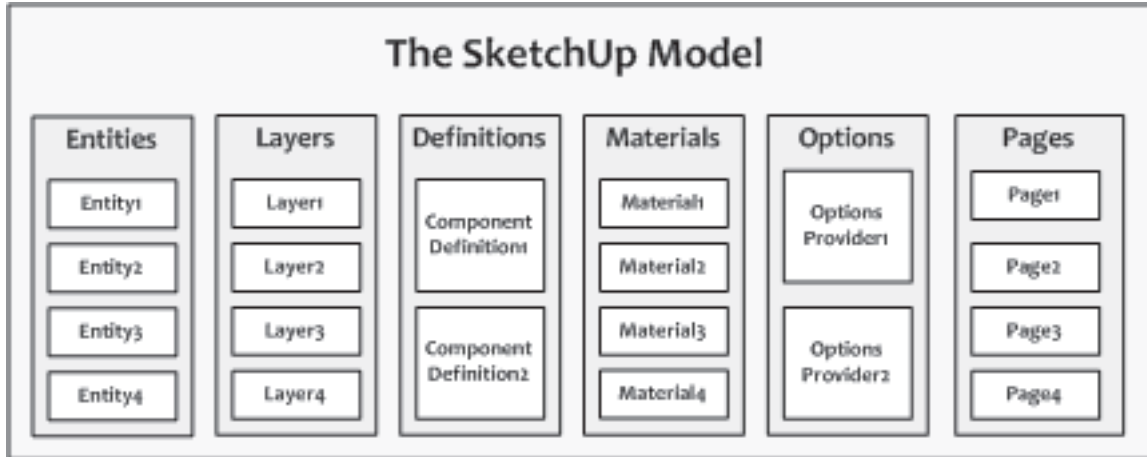 The SketchUp Model
Entities
Entity1
Entity2
Entity3
Entity4
Layers
Layer1
Layer2
Layer3
Layer4
Definitions
Component
Definition1
Component
Definition2
Materials
Material1
Material2
Material3
Material4
Options
Options
Provider1
Options
Provider2
Pages
Page1
Page2
Page3
Page4